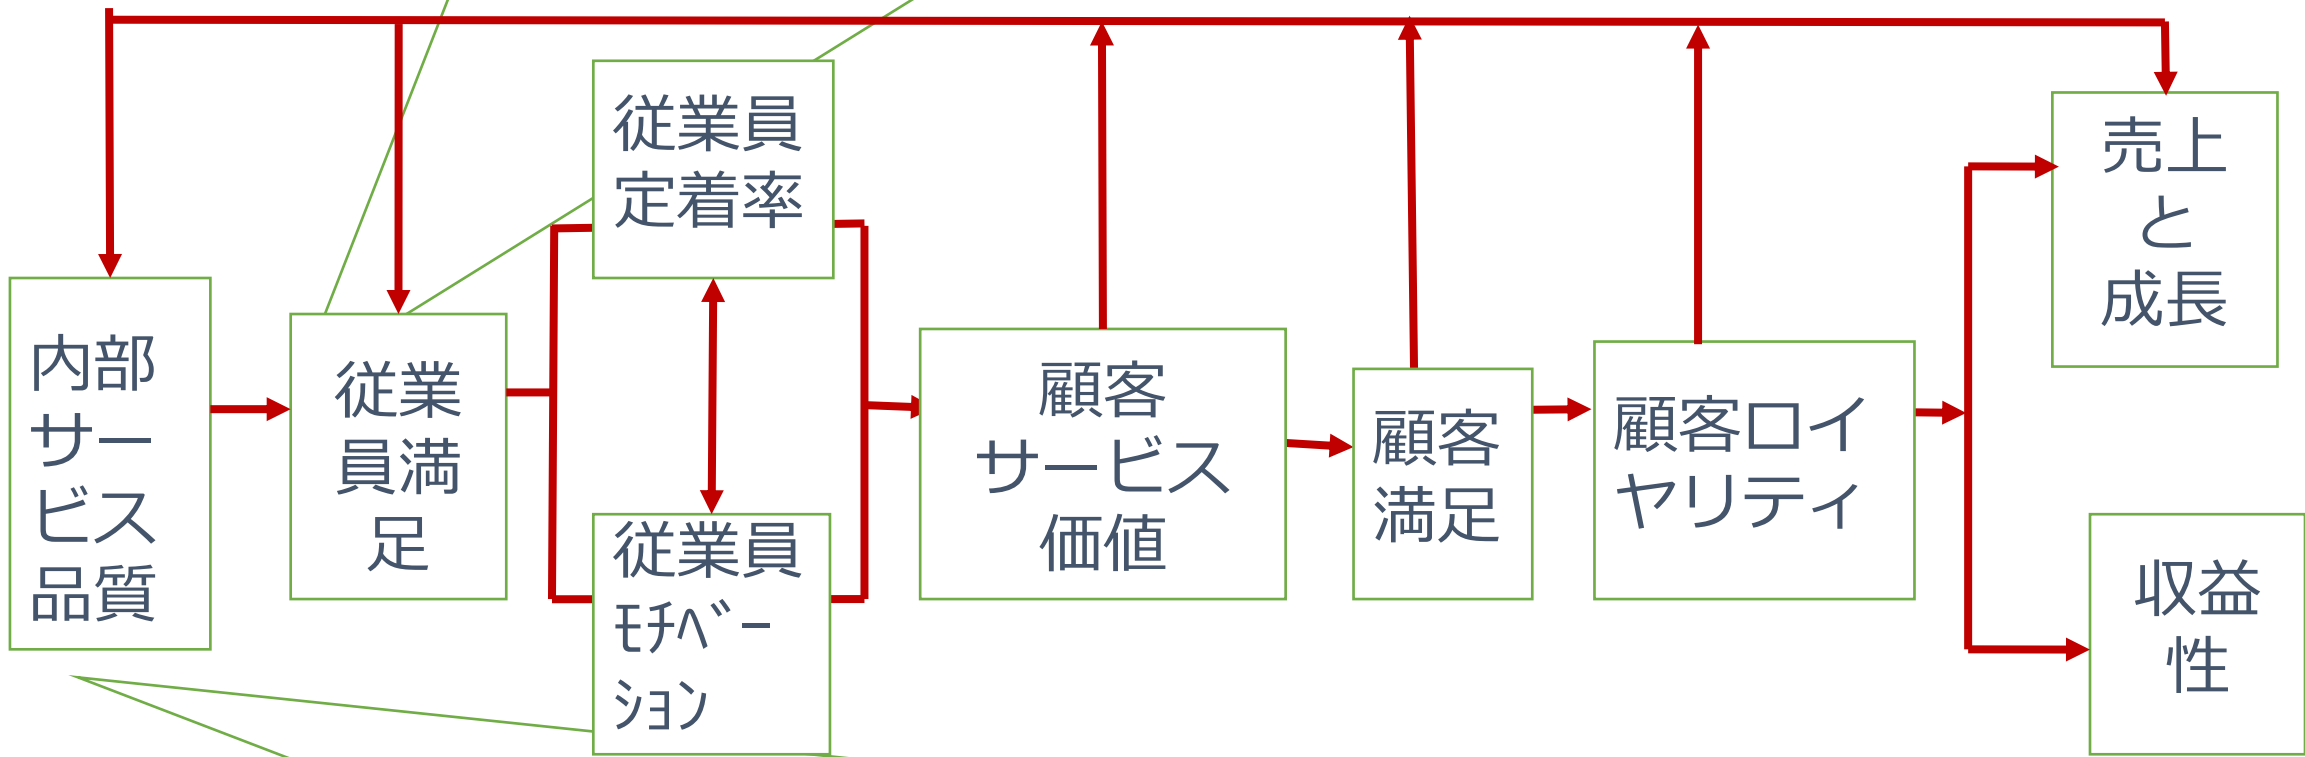 内部
サー
ビス
品質
従業
員満
足
従業員
定着率
従業員
ﾓﾁﾍﾞｰ
ｼｮﾝ
顧客
サービス
価値
顧客
満足
顧客ロイ
ヤリティ
売上
と
成長
収益
性